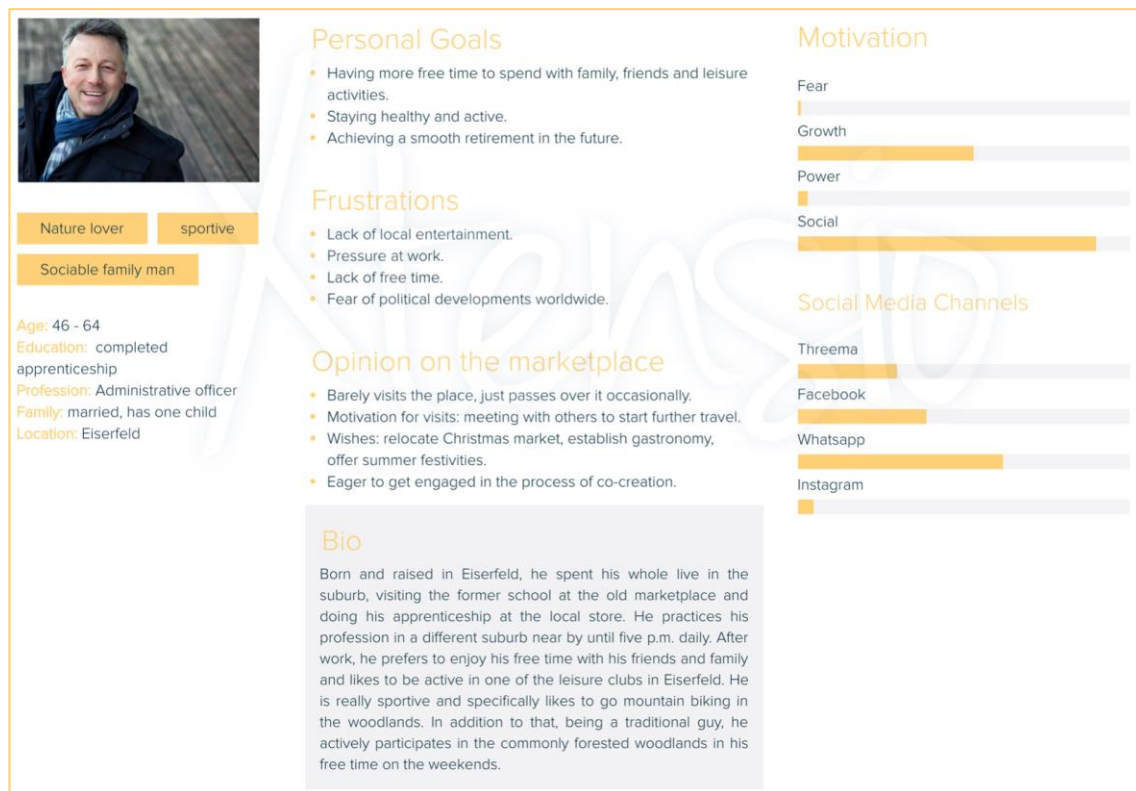 Nature lover
sportive
Sociable family man
Age: 46 - 64
Education: completed
apprenticeship
Profession: Administrative officer
Family: married, has one child
Location: Eiserfeld
Personal Goals
• Having more free time to spend with family, friends and leisure
activities.
• Staying healthy and active.
• Achieving a smooth retirement in the future.
Frustrations
• Lack of local entertainment.
• Pressure at work.
• Lack of free time.
• Fear of political developments worldwide.
Opinion on the marketplace
• Barely visits the place, just passes over it occasionally.
• Motivation for visits: meeting with others to start further travel.
• Wishes: relocate Christmas market, establish gastronomy,
offer summer festivities.
• Eager to get engaged in the process of co-creation.
Bio
Born and raised in Eiserfeld, he spent his whole live in the
suburb, visiting the former school at the old marketplace and
doing his apprenticeship at the local store. He practices his
profession in a different suburb near by until five p.m. daily. After
work, he prefers to enjoy his free time with his friends and family
and likes to be active in one of the leisure clubs in Eiserfeld. He
is really sportive and specifically likes to go mountain biking in
the woodlands. In addition to that, being a traditional guy, he
actively participates in the commonly forested woodlands in his
free time on the weekends.
Motivation
Fear
Growth
Power
Social
Social Media Channels
Threema
Facebook
Whatsapp
Instagram
Xtensio